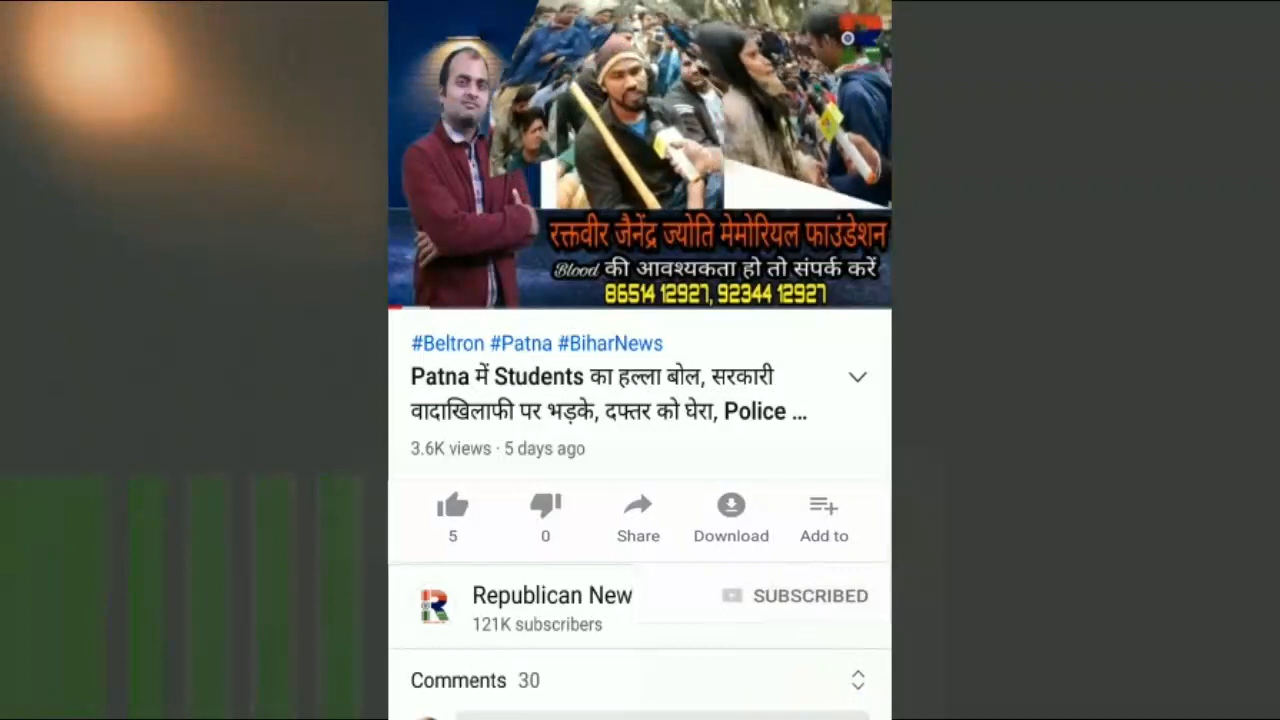 रक्तवीर जैनेंद्र ज्योति मेमोरियल फाउंडेशन
Blood की आवश्यकता हो तो संपर्क करें
86514 12927, 92344 12927
#Beltron #Patna #BiharNews
Patna में Students का हल्ला बोल, सरकारी
वादाखिलाफी पर भड़के, दफ्तर को घेरा, Police ...
3.6K views · 5 days ago
5
0
Share
Download
Add to
Republican New
SUBSCRIBED
121K subscribers
Comments 30